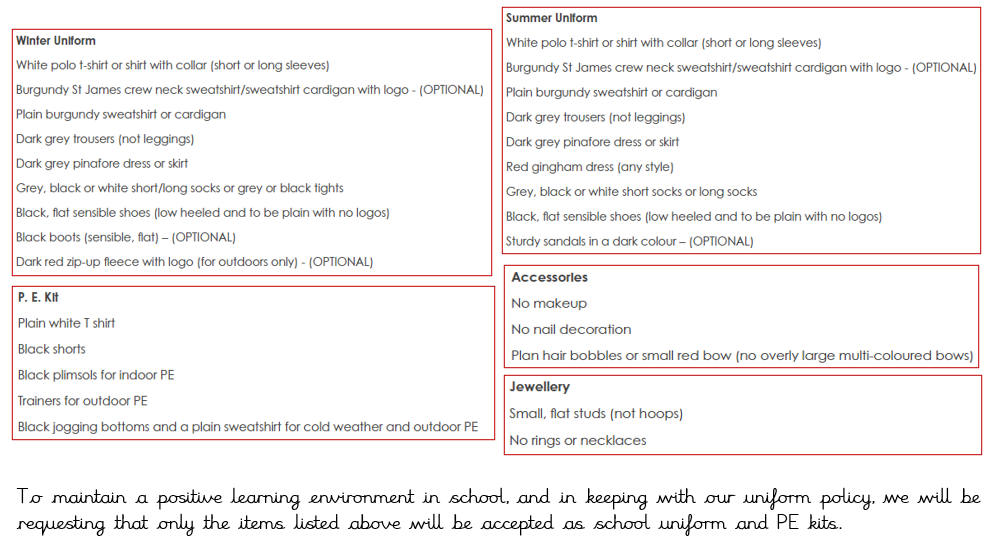 Winter Uniform
White polo t-shirt or shirt with collar (short or long sleeves)
Burgundy St James crew neck sweatshirt/sweatshirt cardigan with logo - (OPTIONAL)
Plain burgundy sweatshirt or cardigan
Dark grey trousers (not leggings)
Dark grey pinafore dress or skirt
Grey, black or white short/long socks or grey or black tights
Black, flat sensible shoes (low heeled and to be plain with no logos)
Black boots (sensible, flat) – (OPTIONAL)
Dark red zip-up fleece with logo (for outdoors only) - (OPTIONAL)
P. E. Kit
Plain white T shirt
Black shorts
Black plimsols for indoor PE
Trainers for outdoor PE
Black jogging bottoms and a plain sweatshirt for cold weather and outdoor PE
Summer Uniform
White polo t-shirt or shirt with collar (short or long sleeves)
Burgundy St James crew neck sweatshirt/sweatshirt cardigan with logo - (OPTIONAL)
Plain burgundy sweatshirt or cardigan
Dark grey trousers (not leggings)
Dark grey pinafore dress or skirt
Red gingham dress (any style)
Grey, black or white short socks or long socks
Black, flat sensible shoes (low heeled and to be plain with no logos)
Sturdy sandals in a dark colour – (OPTIONAL)
Accessories
No makeup
No nail decoration
Plan hair bobbles or small red bow (no overly large multi-coloured bows)
Jewellery
Small, flat studs (not hoops)
No rings or necklaces
To maintain a positive learning environment in school, and in keeping with our uniform policy, we will be
requesting that only the items listed above will be accepted as school uniform and PE kits.